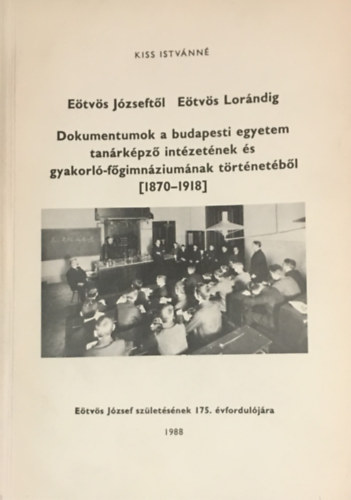 KISS ISTVÁNNÉ
Eötvös Józseftől Eötvös Lorándig
Dokumentumok a budapesti egyetem
tanárképző intézetének és
gyakorló-főgimnáziumának történetéből
[1870–1918]
Eötvös József születésének 175. évfordulójára
1988